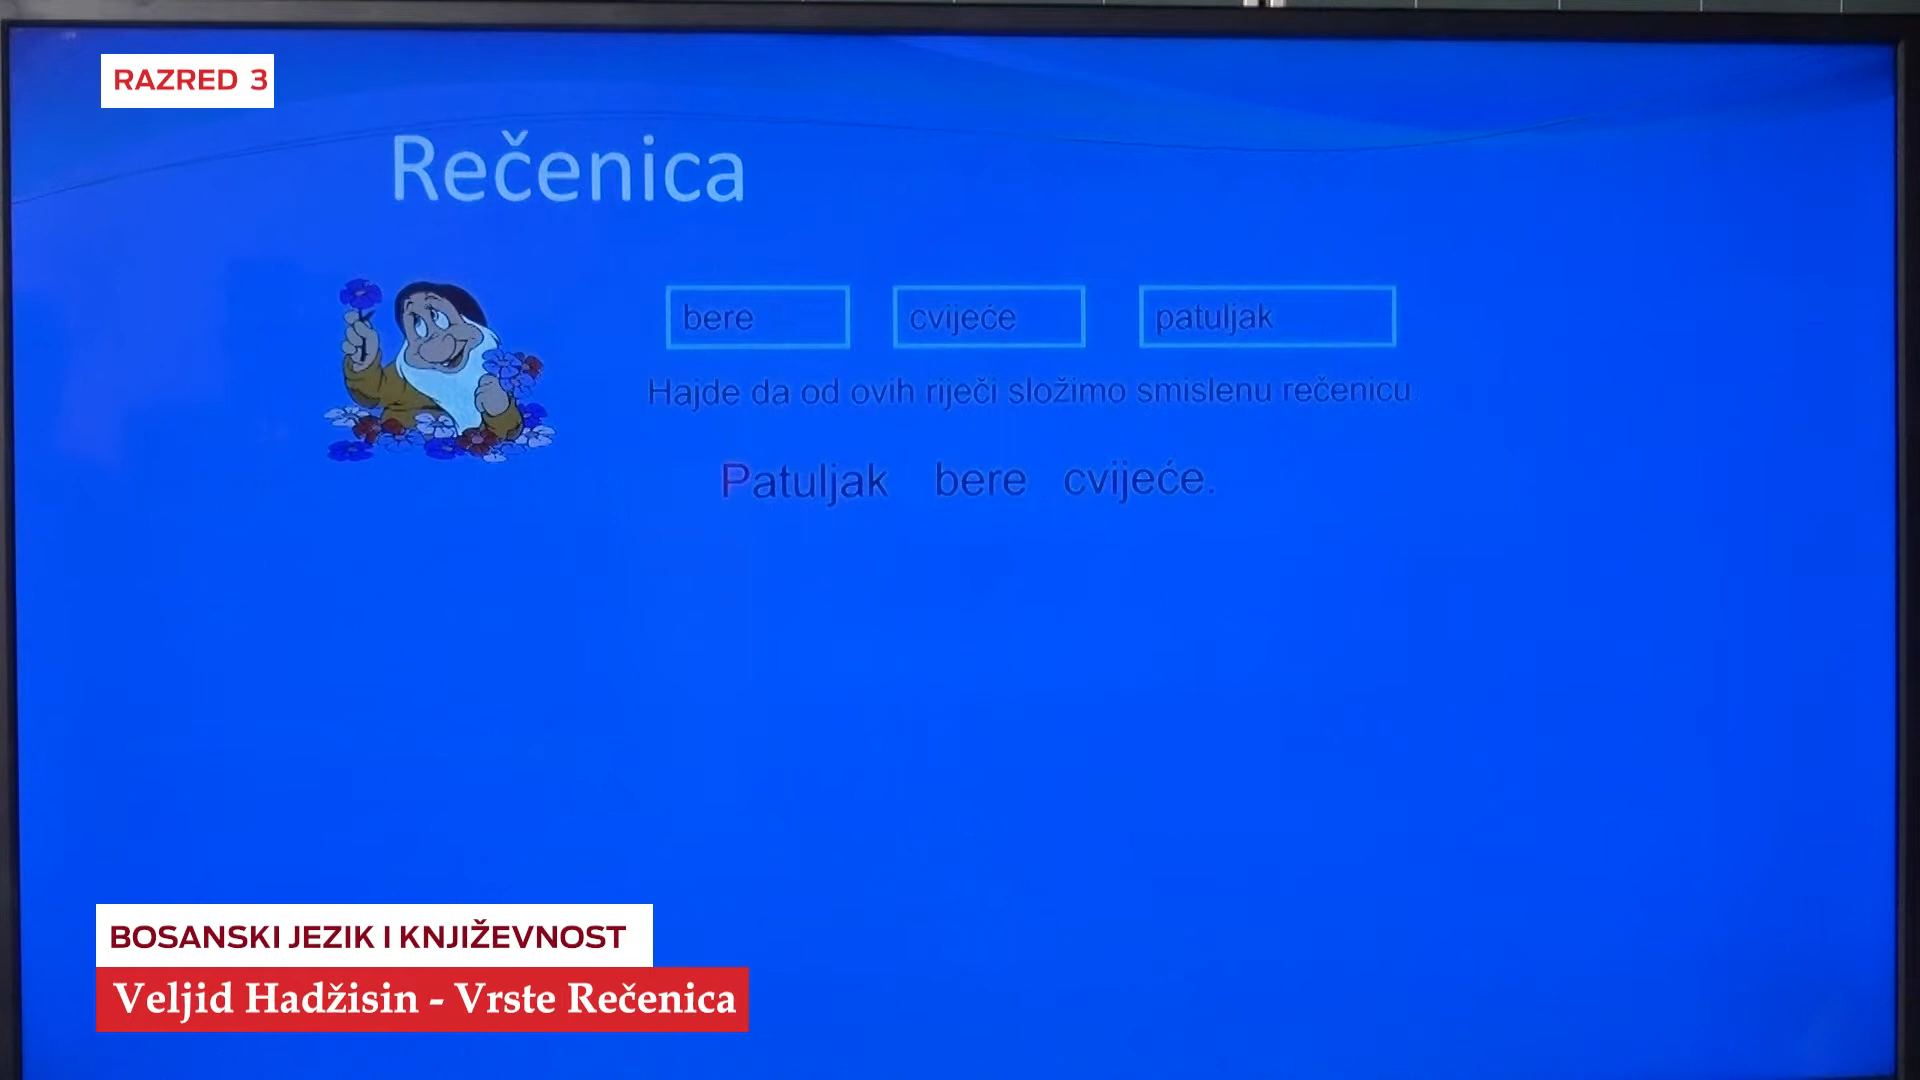 RAZRED 3
Rečenica
bere cvijeće patuljak
Hajde da od ovih riječi složimo smislenu rečenicu
Patuljak bere cvijeće.
BOSANSKI JEZIK I KNJIŽEVNOST
Veljid Hadžisin - Vrste Rečenica